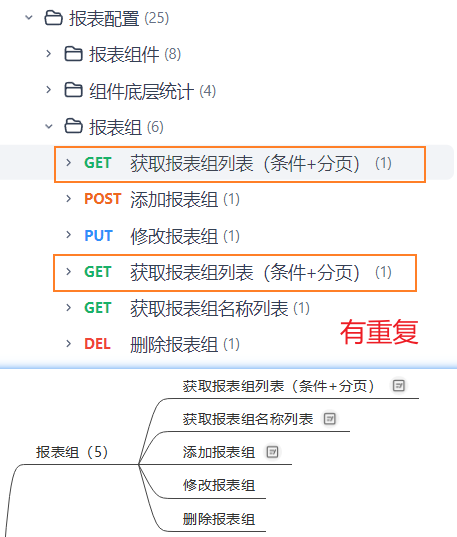 报表配置 (25)
报表组件 (8)
组件底层统计 (4)
报表组 (6)
GET 获取报表组列表（条件+分页） (1)
POST 添加报表组 (1)
PUT 修改报表组 (1)
GET 获取报表组列表（条件+分页） (1)
GET 获取报表组名称列表 (1)
DEL 删除报表组 (1)
有重复
获取报表组列表（条件+分页）
获取报表组名称列表
报表组（5）
添加报表组
修改报表组
删除报表组